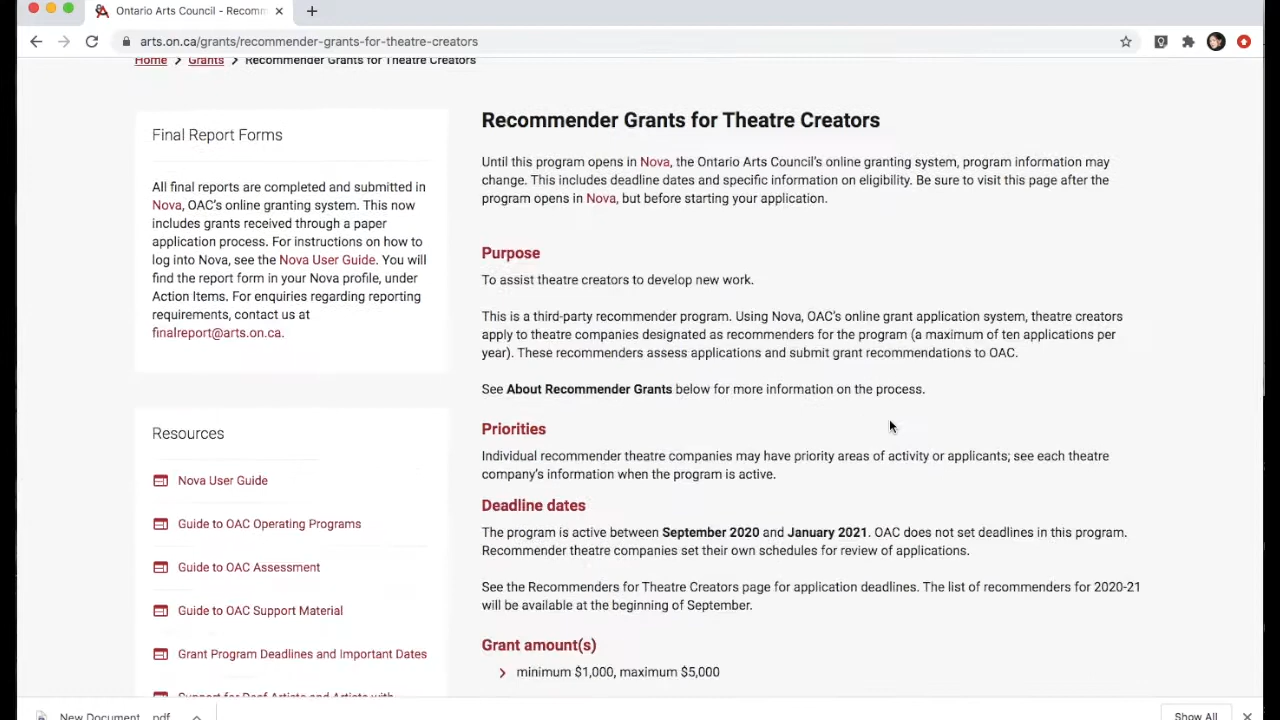 Ontario Arts Council - Recomm
arts.on.ca/grants/recommender-grants-for-theatre-creators
Home > Grants > Recommender Grants for Theatre Creators
Final Report Forms
All final reports are completed and submitted in
Nova, OAC's online granting system. This now
includes grants received through a paper
application process. For instructions on how to
log into Nova, see the Nova User Guide. You will
find the report form in your Nova profile, under
Action Items. For enquiries regarding reporting
requirements, contact us at
finalreport@arts.on.ca.
Resources
Nova User Guide
Guide to OAC Operating Programs
Guide to OAC Assessment
Guide to OAC Support Material
Grant Program Deadlines and Important Dates
Support for Deaf Artists and Artists with
Recommender Grants for Theatre Creators
Until this program opens in Nova, the Ontario Arts Council's online granting system, program information may
change. This includes deadline dates and specific information on eligibility. Be sure to visit this page after the
program opens in Nova, but before starting your application.
Purpose
To assist theatre creators to develop new work.
This is a third-party recommender program. Using Nova, OAC's online grant application system, theatre creators
apply to theatre companies designated as recommenders for the program (a maximum of ten applications per
year). These recommenders assess applications and submit grant recommendations to OAC.
See About Recommender Grants below for more information on the process.
Priorities
Individual recommender theatre companies may have priority areas of activity or applicants; see each theatre
company's information when the program is active.
Deadline dates
The program is active between September 2020 and January 2021. OAC does not set deadlines in this program.
Recommender theatre companies set their own schedules for review of applications.
See the Recommenders for Theatre Creators page for application deadlines. The list of recommenders for 2020-21
will be available at the beginning of September.
Grant amount(s)
minimum $1,000, maximum $5,000
New Document_.pdf
Show All